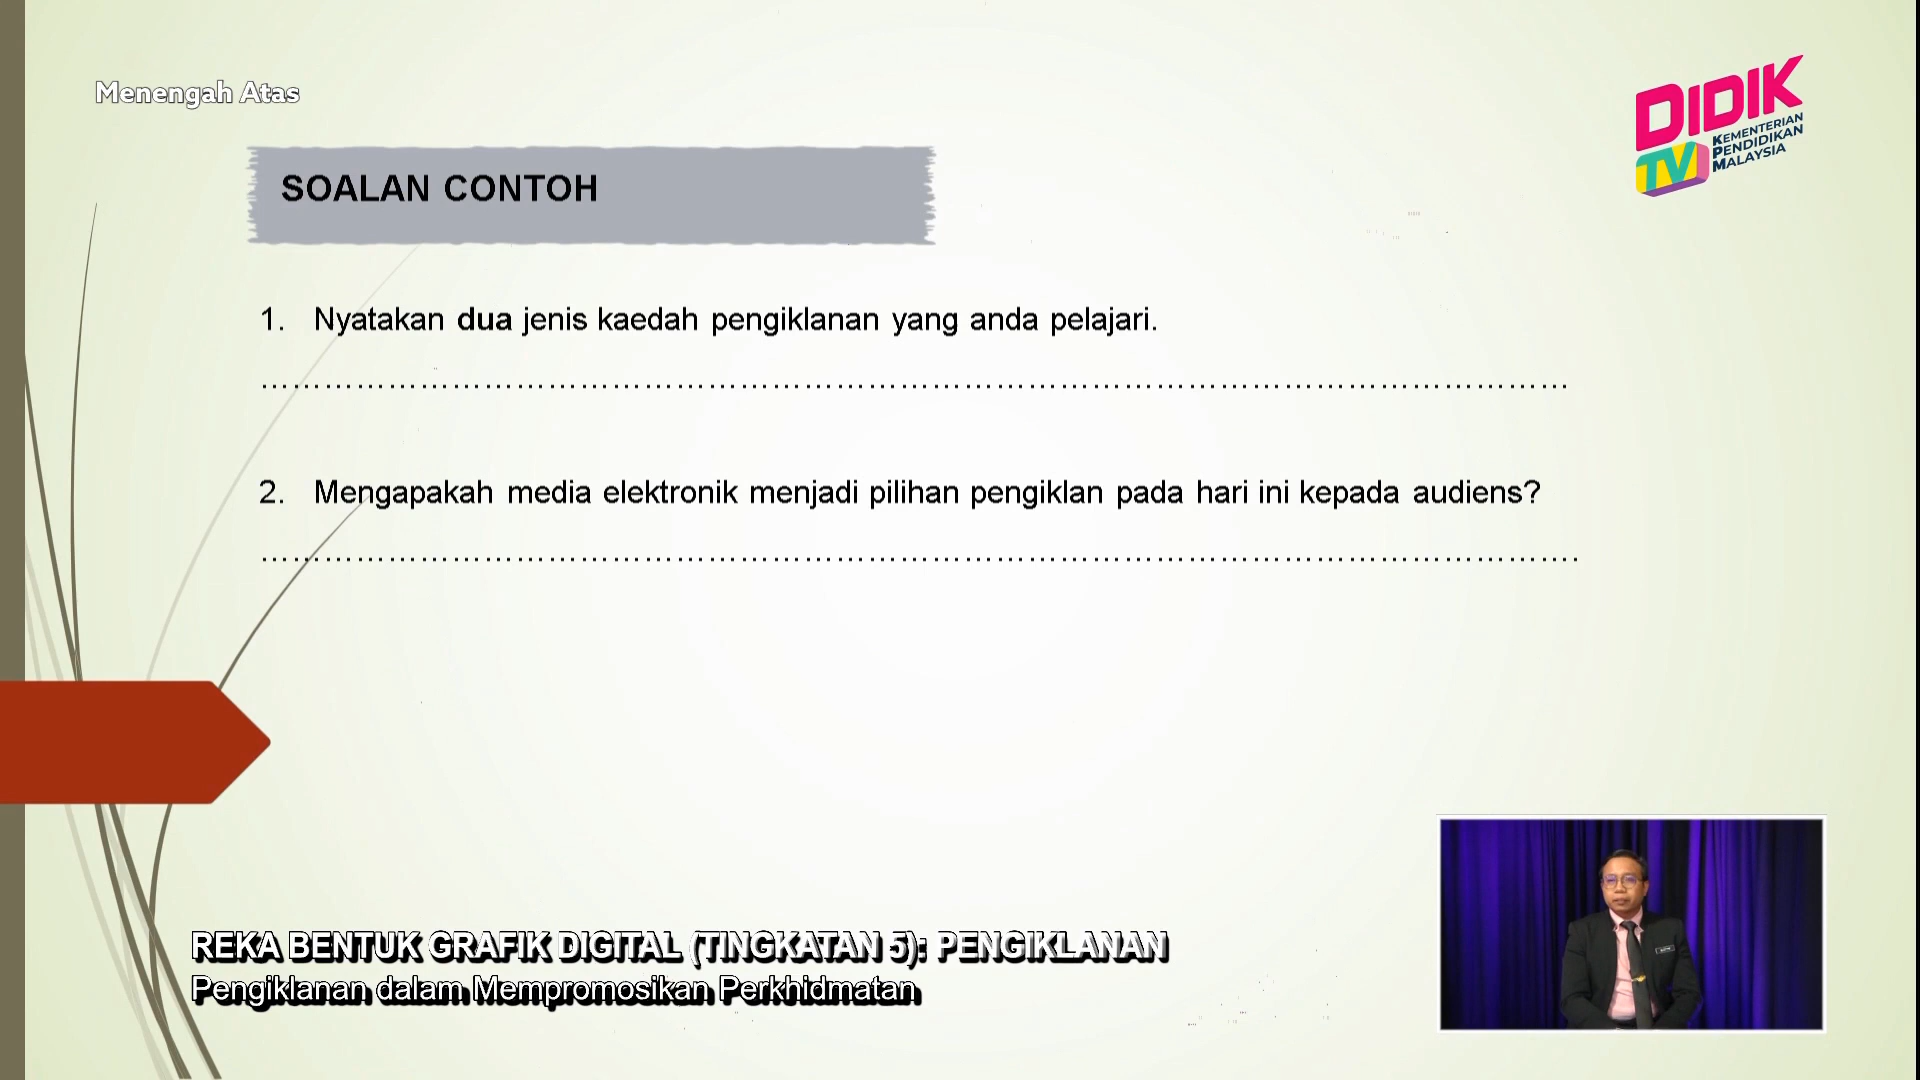 Menengah Atas
DIDIK
TV
KEMENTERIAN
PENDIDIKAN
MALAYSIA
SOALAN CONTOH
1. Nyatakan dua jenis kaedah pengiklanan yang anda pelajari.
……………………………………………………………………………………………………………
2. Mengapakah media elektronik menjadi pilihan pengiklan pada hari ini kepada audiens?
…………………………………………………………………………………………………………….
REKA BENTUK GRAFIK DIGITAL (TINGKATAN 5): PENGIKLANAN
Pengiklanan dalam Mempromosikan Perkhidmatan